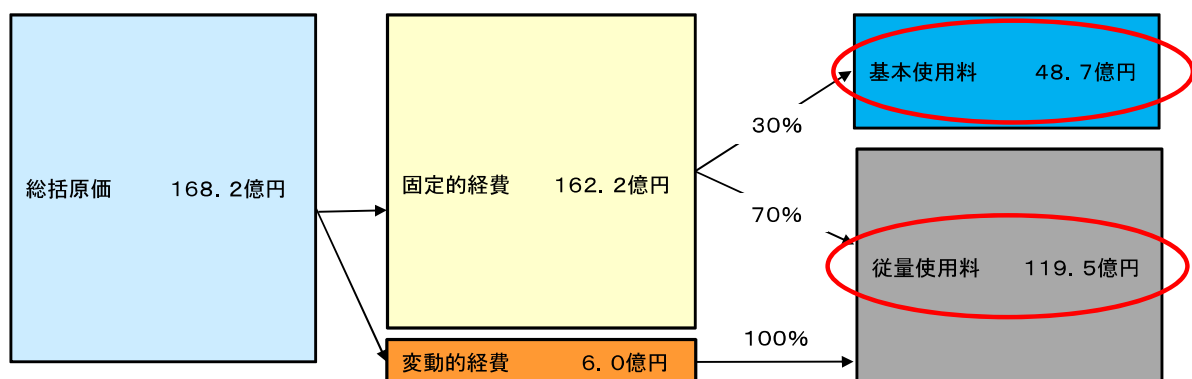 総括原価 168.2億円
固定的経費 162.2億円
変動的経費 6.0億円
30%
70%
100%
基本使用料 48.7億円
従量使用料 119.5億円